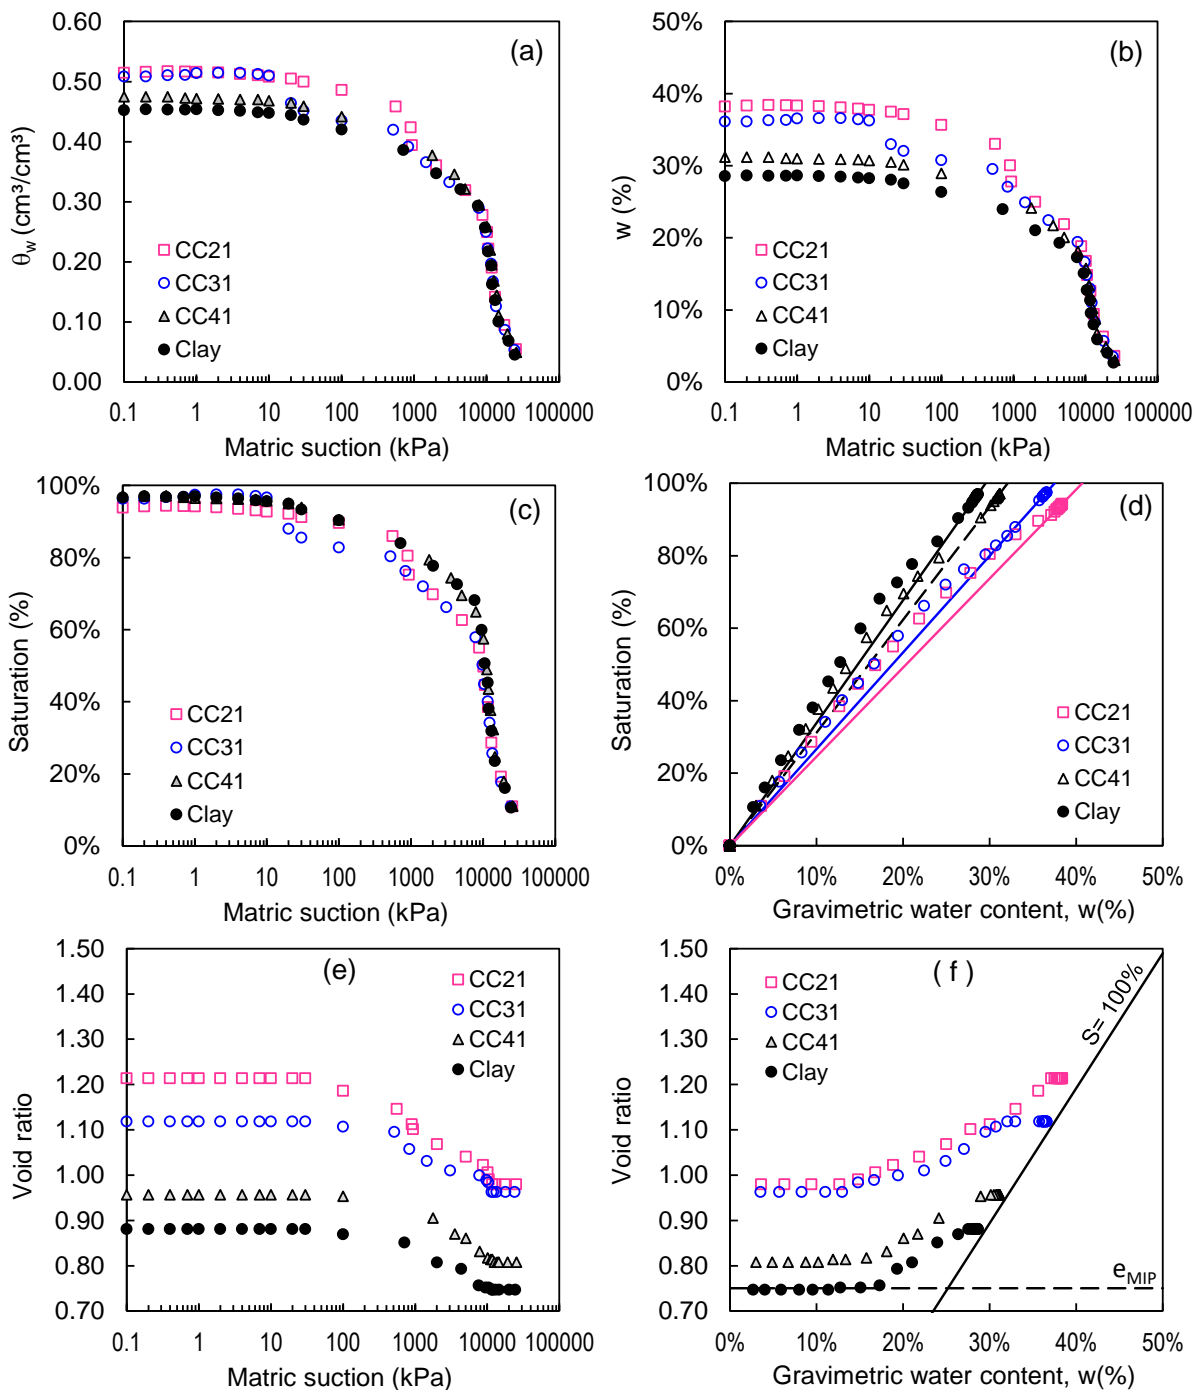 0.60
0.50
0.40
0.30
0.20
0.10
0.00
θw (cm³/cm³)
(a)
CC21
CC31
CC41
Clay
0.1 1 10 100 1000 10000 100000
Matric suction (kPa)
50%
40%
30%
20%
10%
0%
w (%)
(b)
CC21
CC31
CC41
Clay
0.1 1 10 100 1000 10000 100000
Matric suction (kPa)
100%
80%
60%
40%
20%
0%
Saturation (%)
(c)
CC21
CC31
CC41
Clay
0.1 1 10 100 1000 10000 100000
Matric suction (kPa)
100%
80%
60%
40%
20%
0%
Saturation (%)
(d)
CC21
CC31
CC41
Clay
0% 10% 20% 30% 40% 50%
Gravimetric water content, w(%)
1.50
1.40
1.30
1.20
1.10
1.00
0.90
0.80
0.70
Void ratio
(e)
CC21
CC31
CC41
Clay
0.1 1 10 100 1000 10000 100000
Matric suction (kPa)
1.50
1.40
1.30
1.20
1.10
1.00
0.90
0.80
0.70
Void ratio
( f )
CC21
CC31
CC41
Clay
S= 100%
eMIP
0% 10% 20% 30% 40% 50%
Gravimetric water content, w(%)